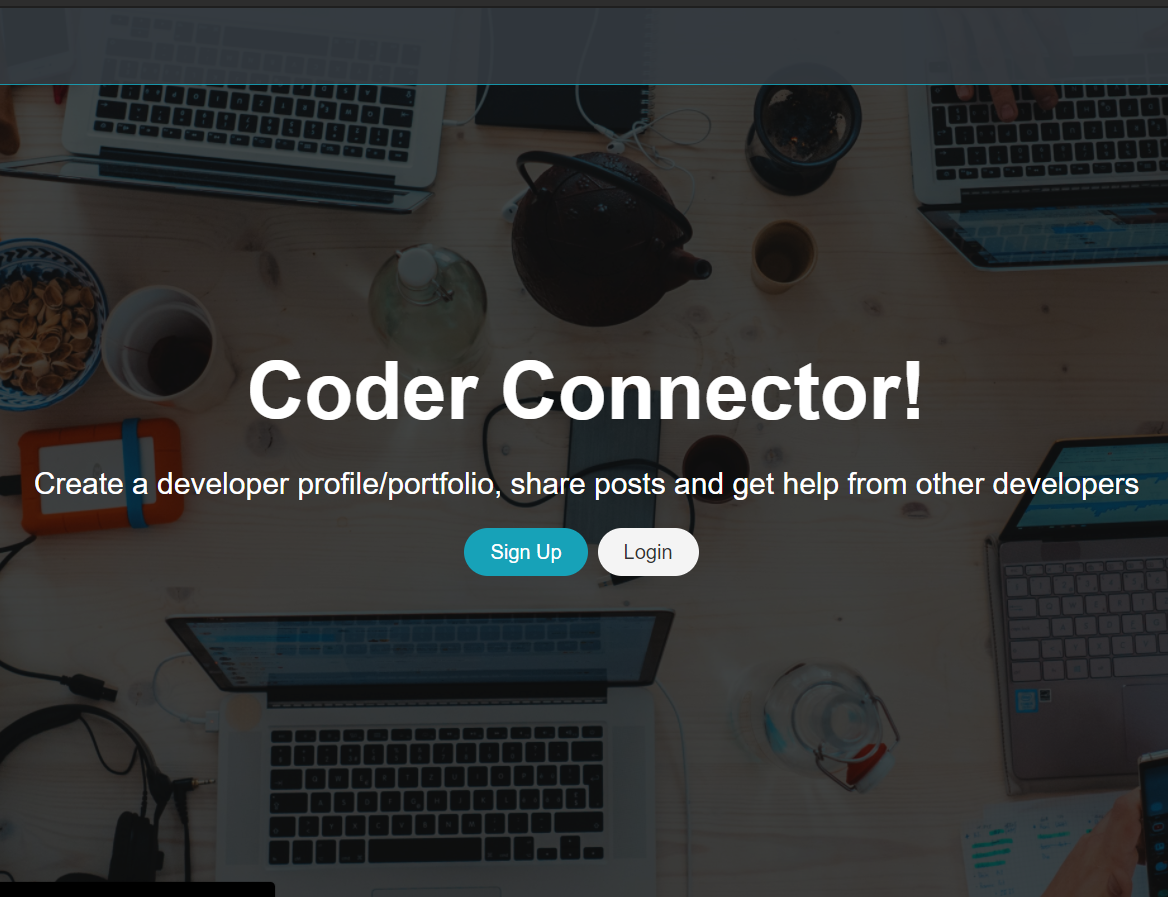 Coder Connector!
Create a developer profile/portfolio, share posts and get help from other developers
Sign Up
Login